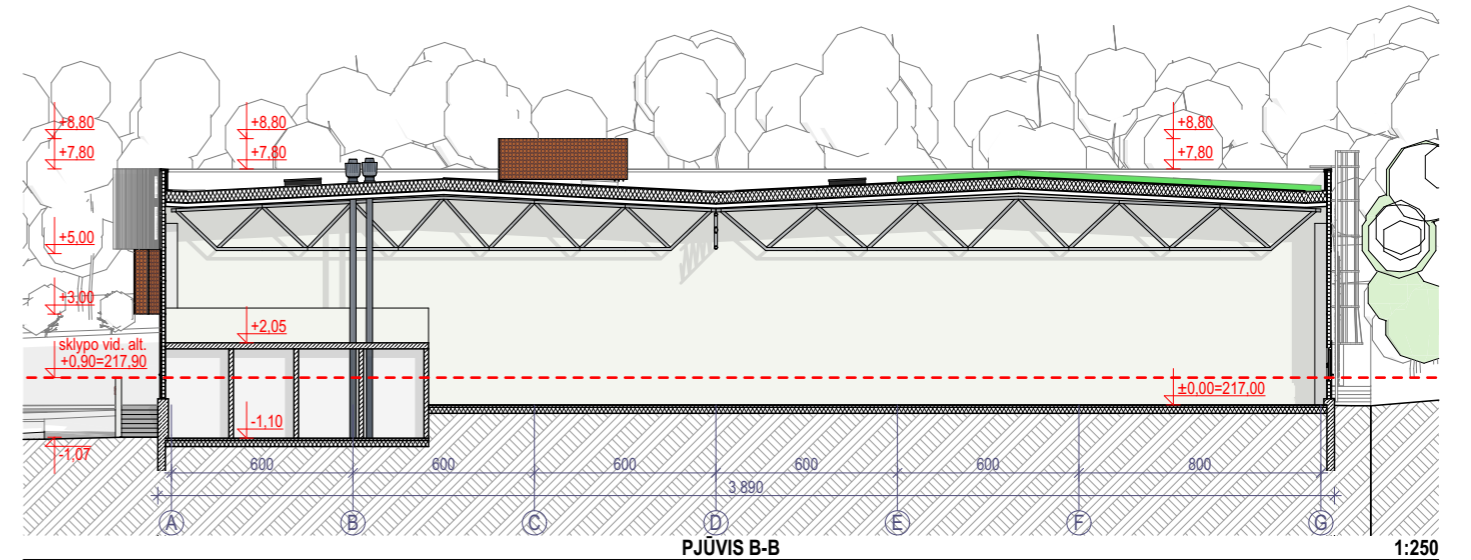 +8,80
+8,80
+8,80
+7,80
+7,80
+7,80
+5,00
+3,00
+2,05
sklypo vid. alt.
+0,90=217,90
±0,00=217,00
-1,10
-1,07
600
600
600
600
600
800
3 890
A
B
C
D
E
F
G
PJŪVIS B-B
1:250